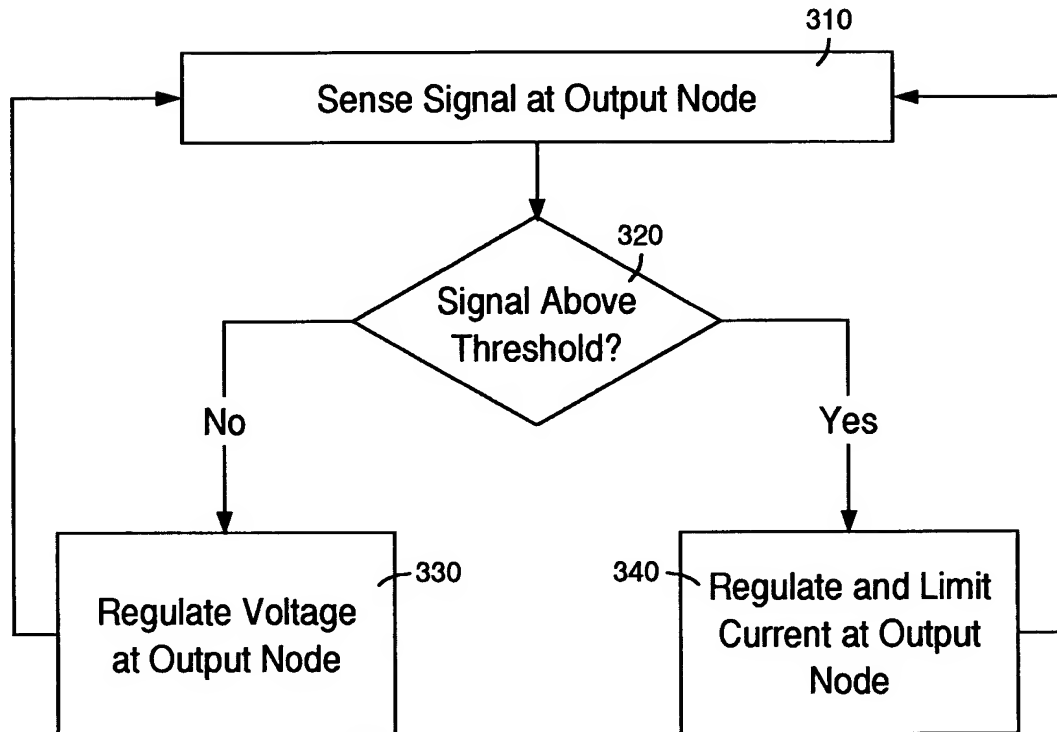 310
Sense Signal at Output Node
320
Signal Above
Threshold?
No
Yes
330
Regulate Voltage
at Output Node
340
Regulate and Limit
Current at Output
Node